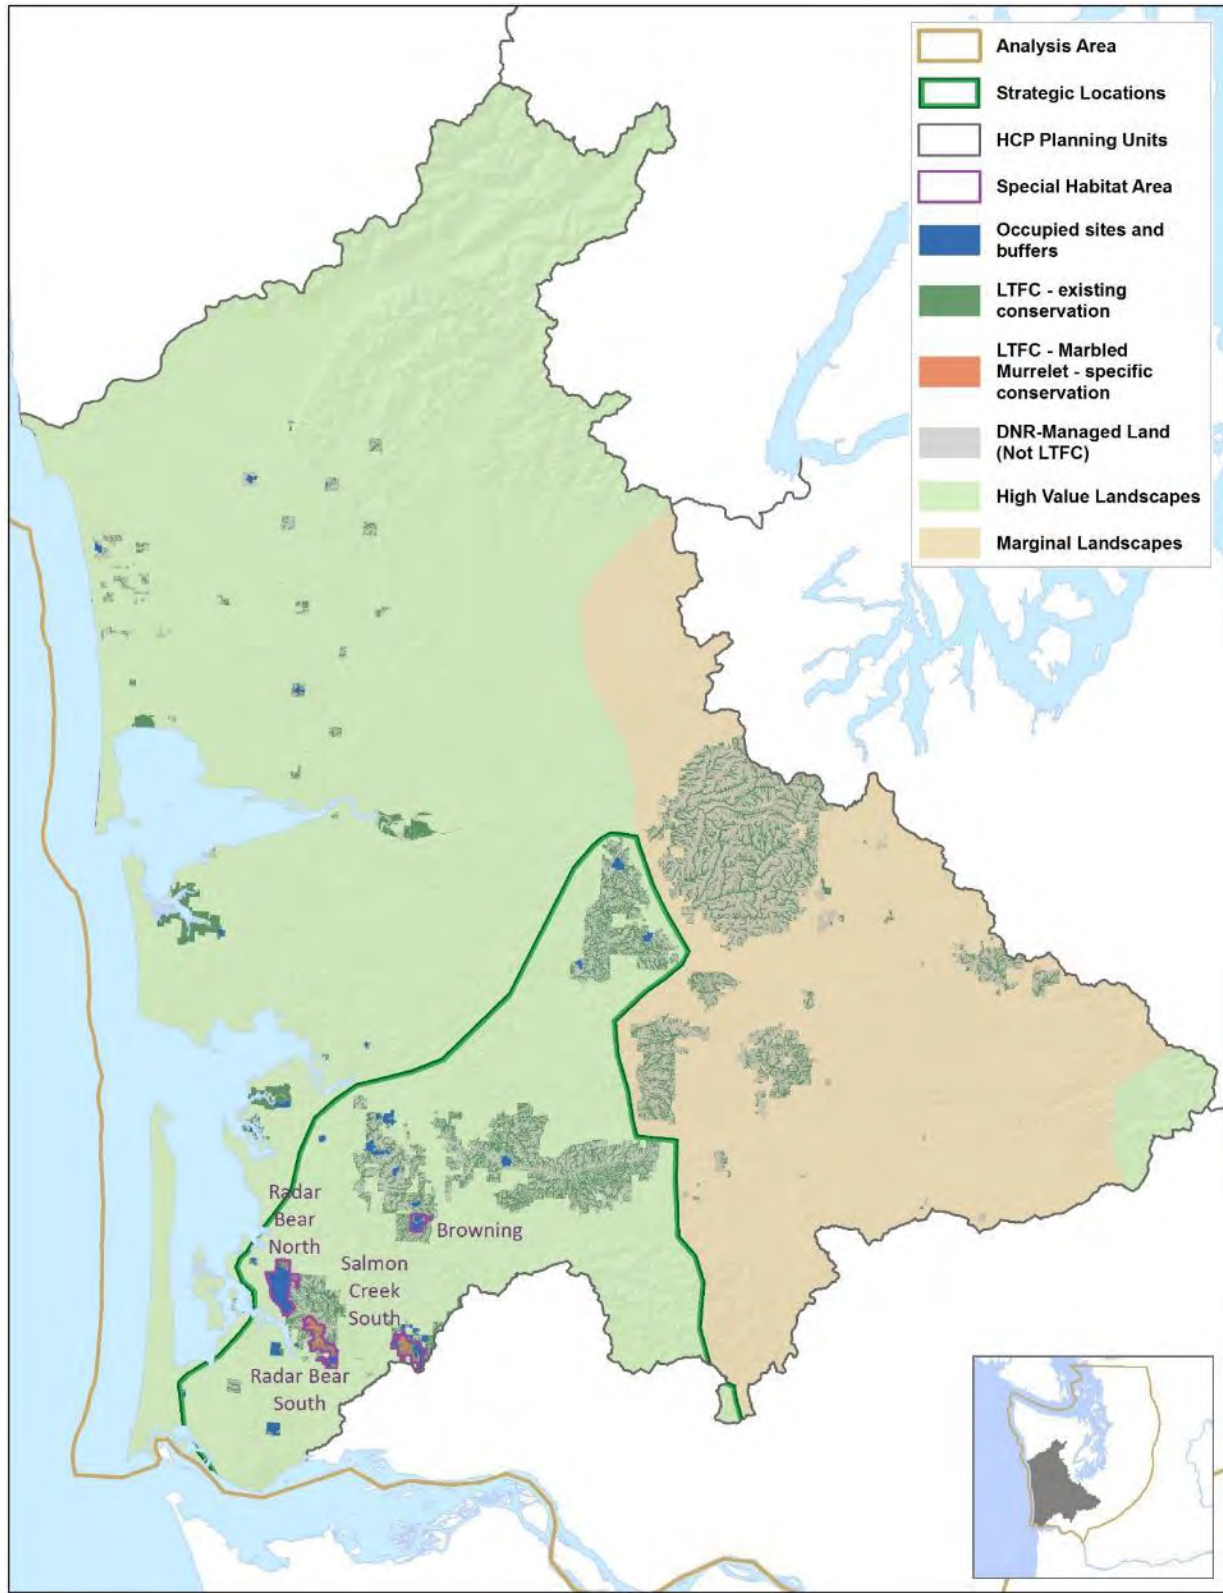 Analysis Area
Strategic Locations
HCP Planning Units
Special Habitat Area
Occupied sites and
buffers
LTFC - existing
conservation
LTFC - Marbled
Murrelet - specific
conservation
DNR-Managed Land
(Not LTFC)
High Value Landscapes
Marginal Landscapes
Radar
Bear
North
Browning
Salmon
Creek
South
Radar Bear
South